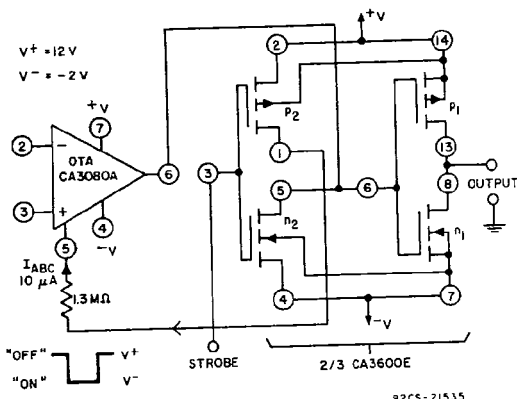 V⁺ = 12 V
V⁻ = -2 V
+V
7
2
-
OTA
CA3080A
6
3
+
4
-V
5
I_ABC
10 μA
1.3 MΩ
"OFF"
V+
"ON"
V-
+V
2
14
p₂
p₁
1
13
3
5
6
8
OUTPUT
n₂
n₁
4
7
-V
STROBE
2/3 CA3600E
92CS-21535